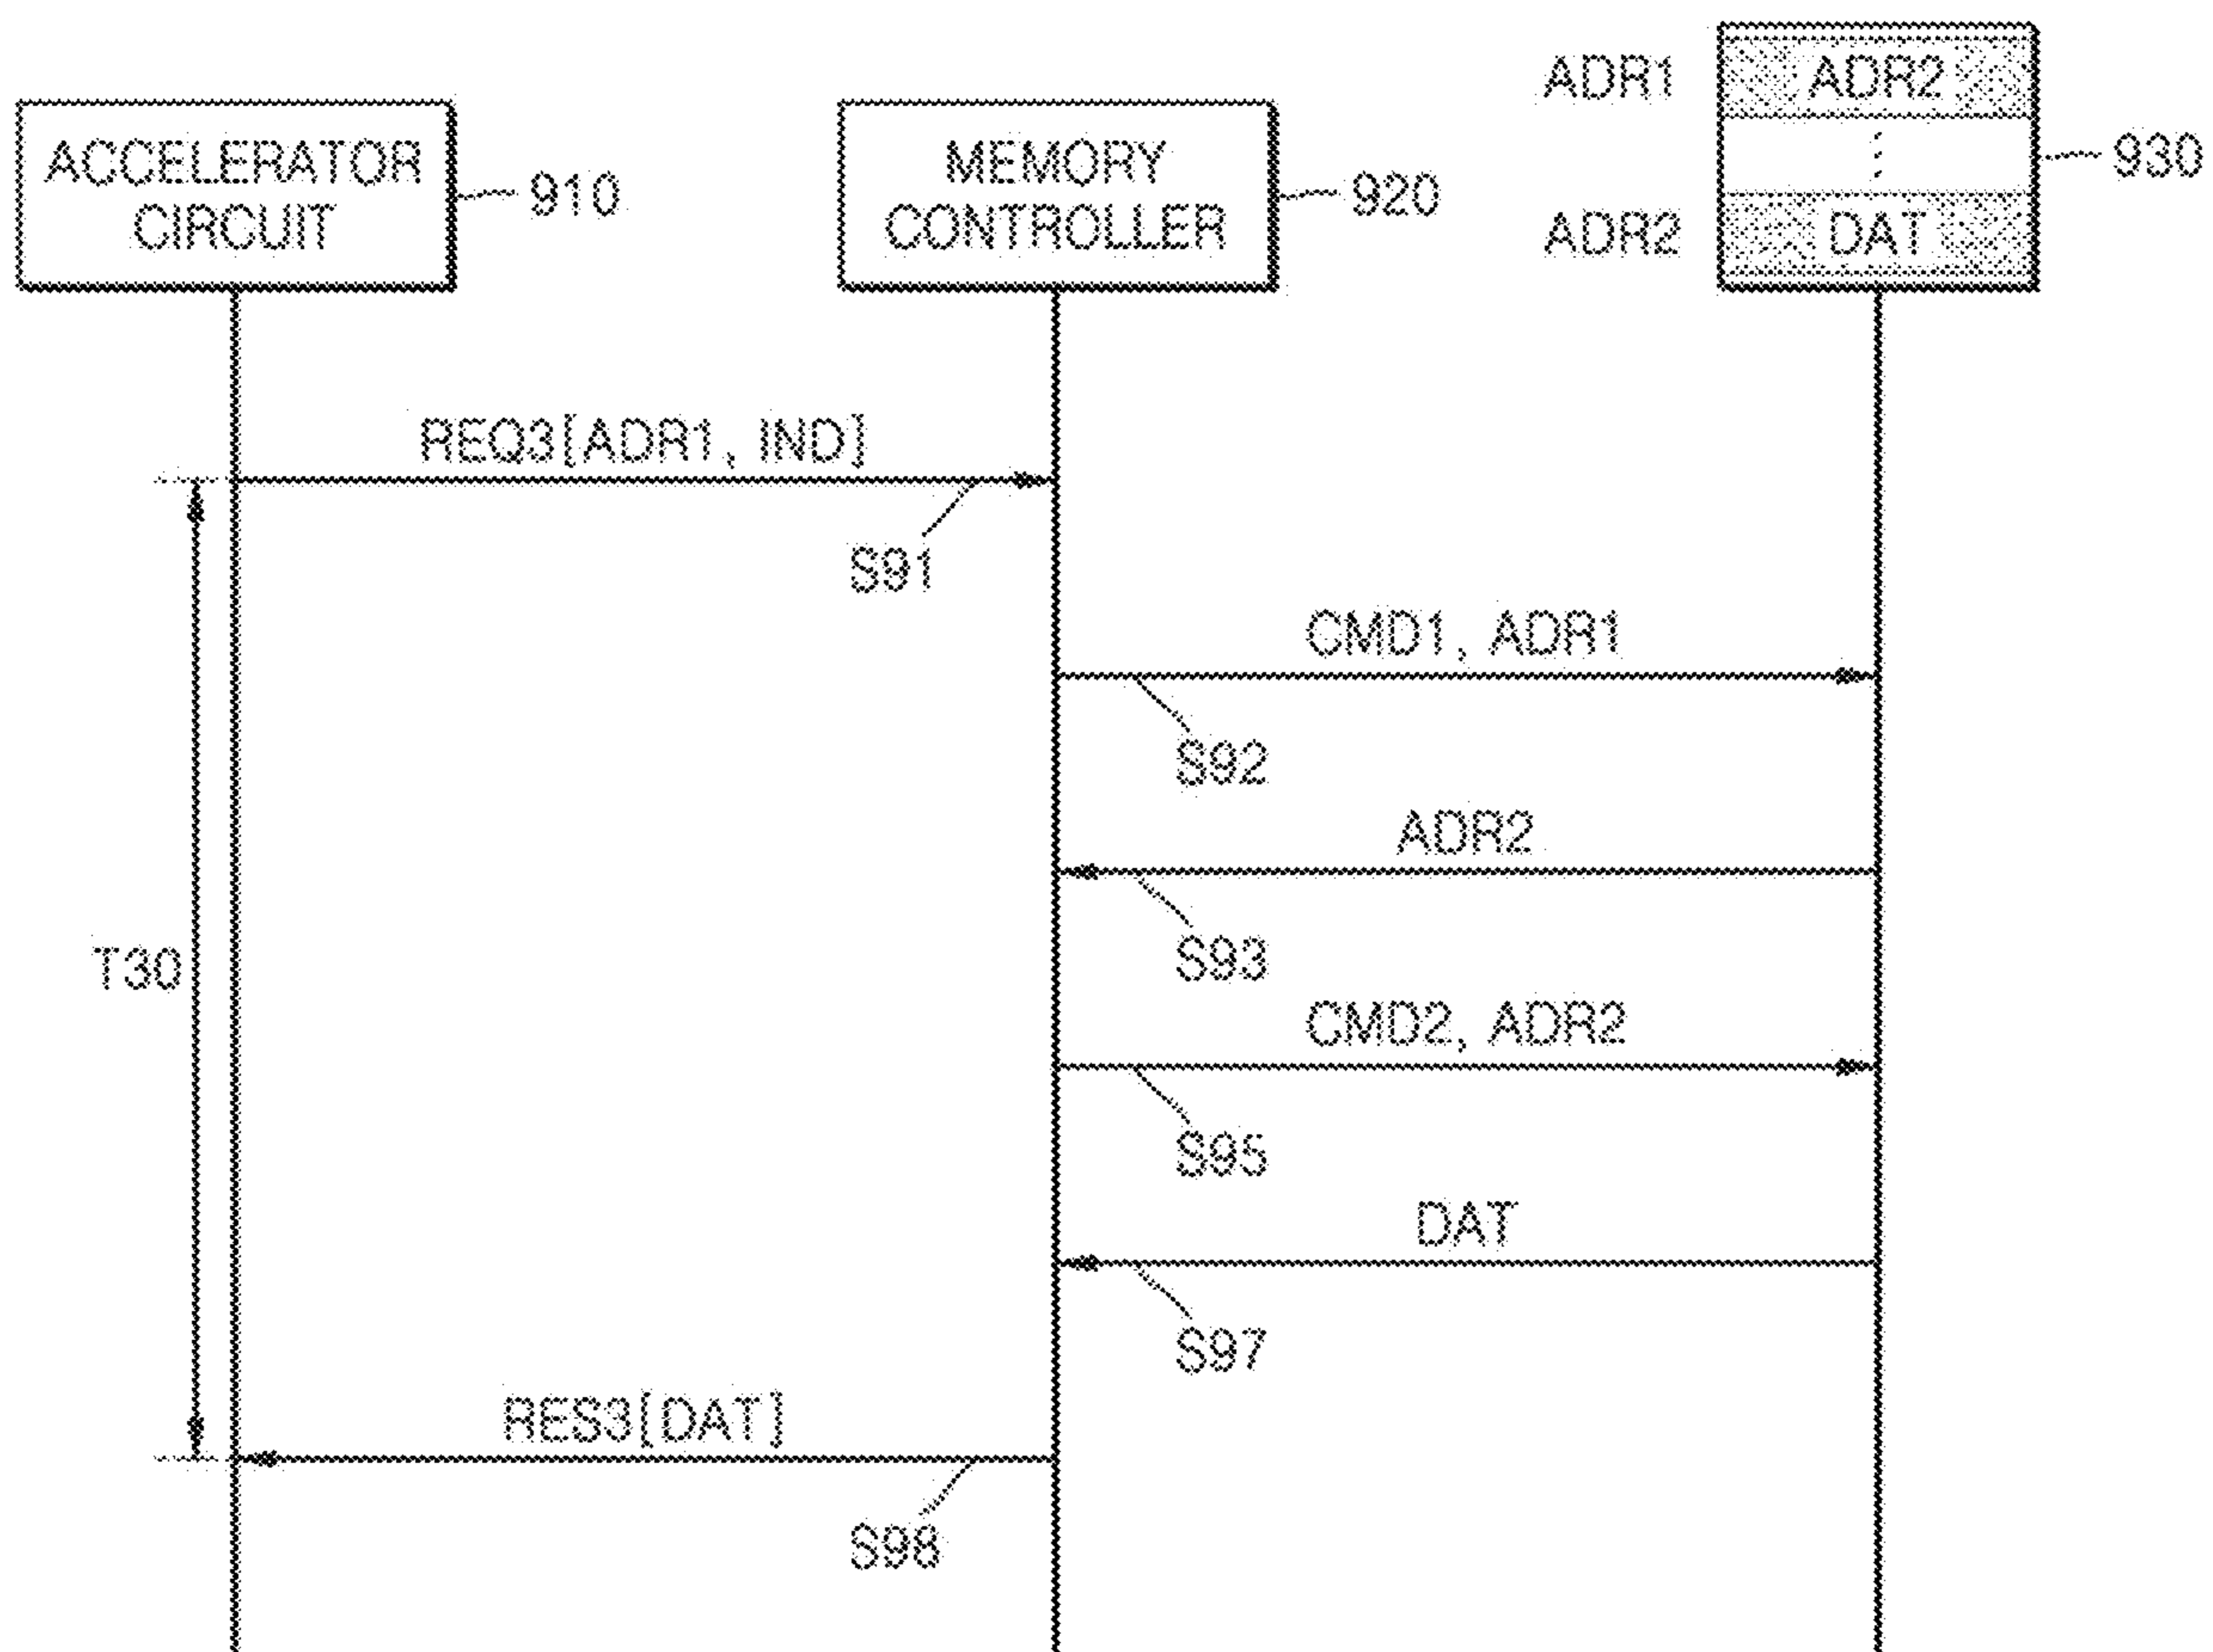 ADR1
ADR2
ACCELERATOR
CIRCUIT
910
MEMORY
CONTROLLER
920
930
ADR2
DAT
REQ3[ADR1, IND]
S91
CMD1, ADR1
S92
ADR2
S93
T30
CMD2, ADR2
S95
DAT
S97
RES3[DAT]
S98